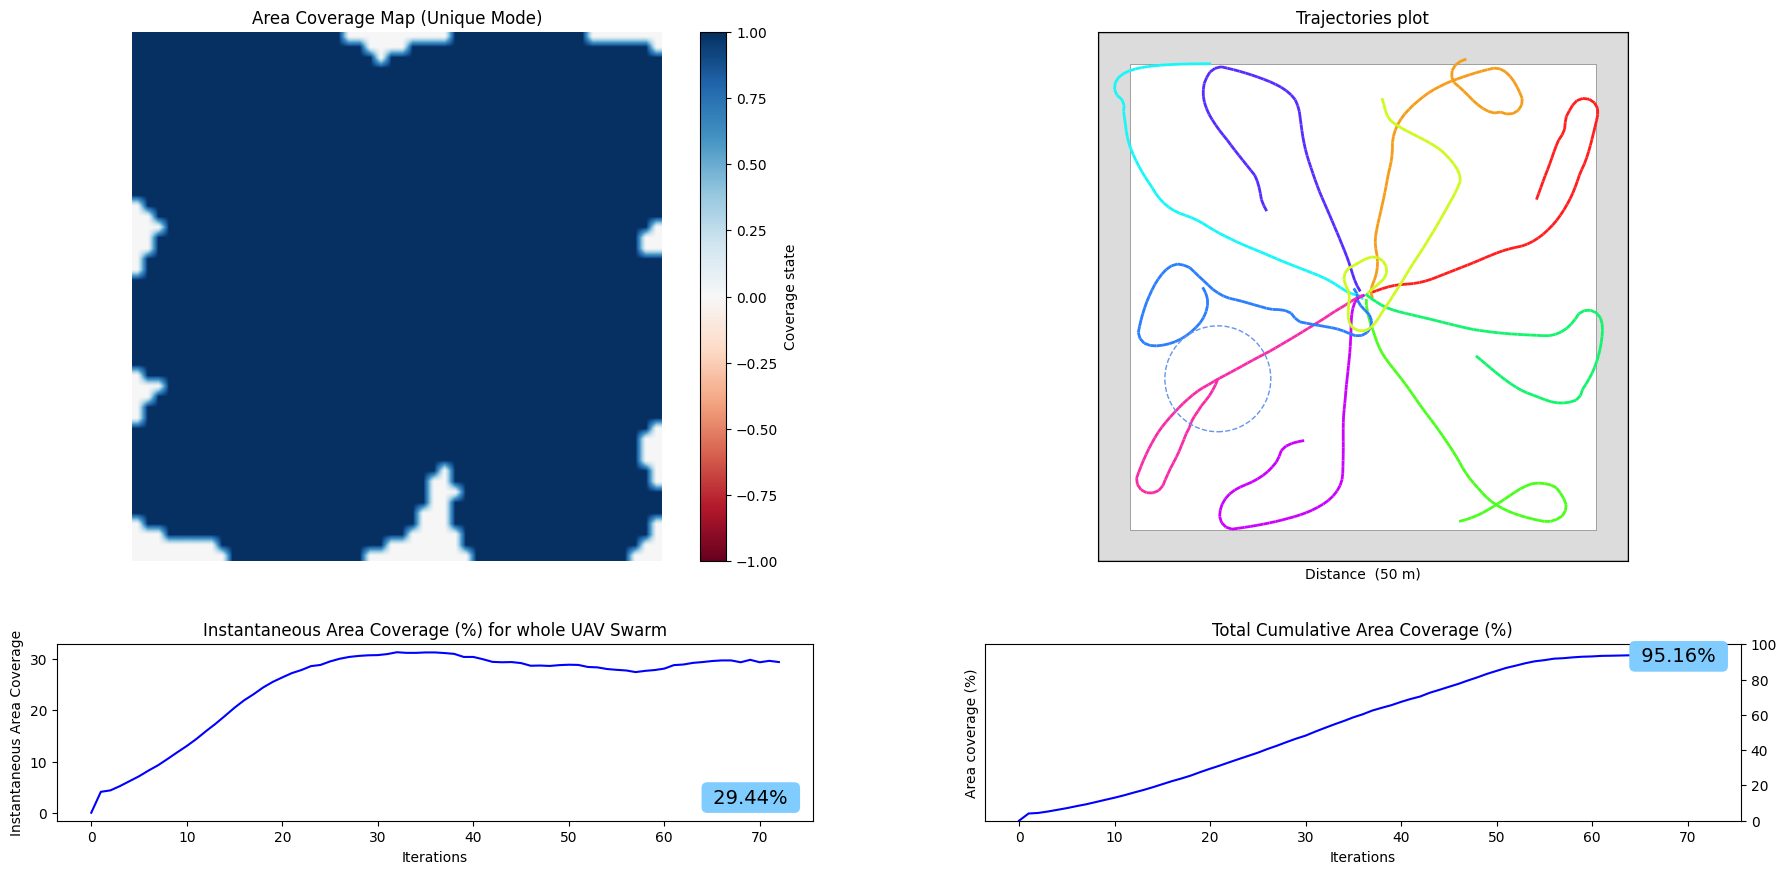 Area Coverage Map (Unique Mode)
1.00
0.75
0.50
0.25
0.00
−0.25
−0.50
−0.75
−1.00
Coverage state
Trajectories plot
Distance  (50 m)
Instantaneous Area Coverage (%) for whole UAV Swarm
Instantaneous Area Coverage
30
20
10
0
29.44%
0 10 20 30 40 50 60 70
Iterations
Total Cumulative Area Coverage (%)
Area coverage (%)
95.16%
100
80
60
40
20
0
0 10 20 30 40 50 60 70
Iterations